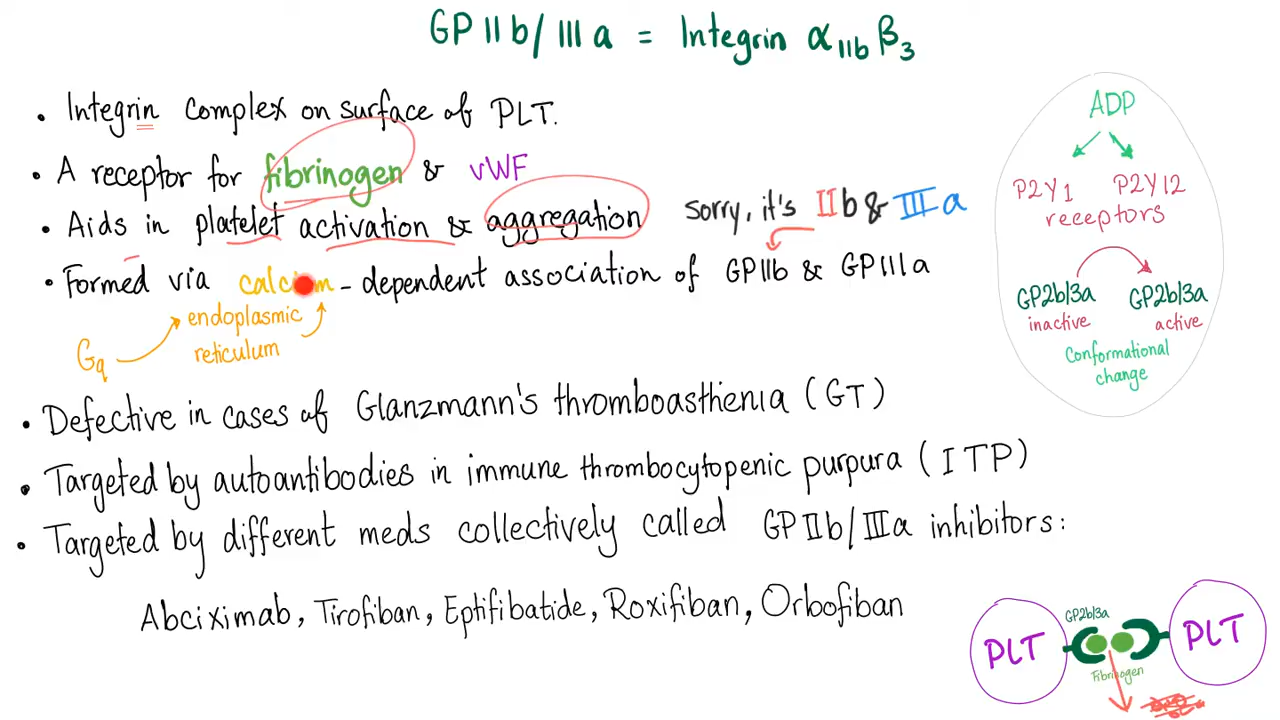 GP IIb/IIIa = Integrin αIIb β3
• Integrin complex on surface of PLT.
• A receptor for fibrinogen & vWF
• Aids in platelet activation & aggregation
sorry, it's IIb & IIIa
• Formed via calcium - dependent association of GPIIb & GPIIIa
Gq
endoplasmic
reticulum
• Defective in cases of Glanzmann's thromboasthenia (GT)
• Targeted by autoantibodies in immune thrombocytopenic purpura (ITP)
• Targeted by different meds collectively called GPIIb/IIIa inhibitors:
Abciximab, Tirofiban, Eptifibatide, Roxifiban, Orbofiban
ADP
P2Y1 P2Y12
receptors
GP2b/3a GP2b/3a
inactive active
Conformational
change
GP2b/3a
PLT PLT
Fibrinogen